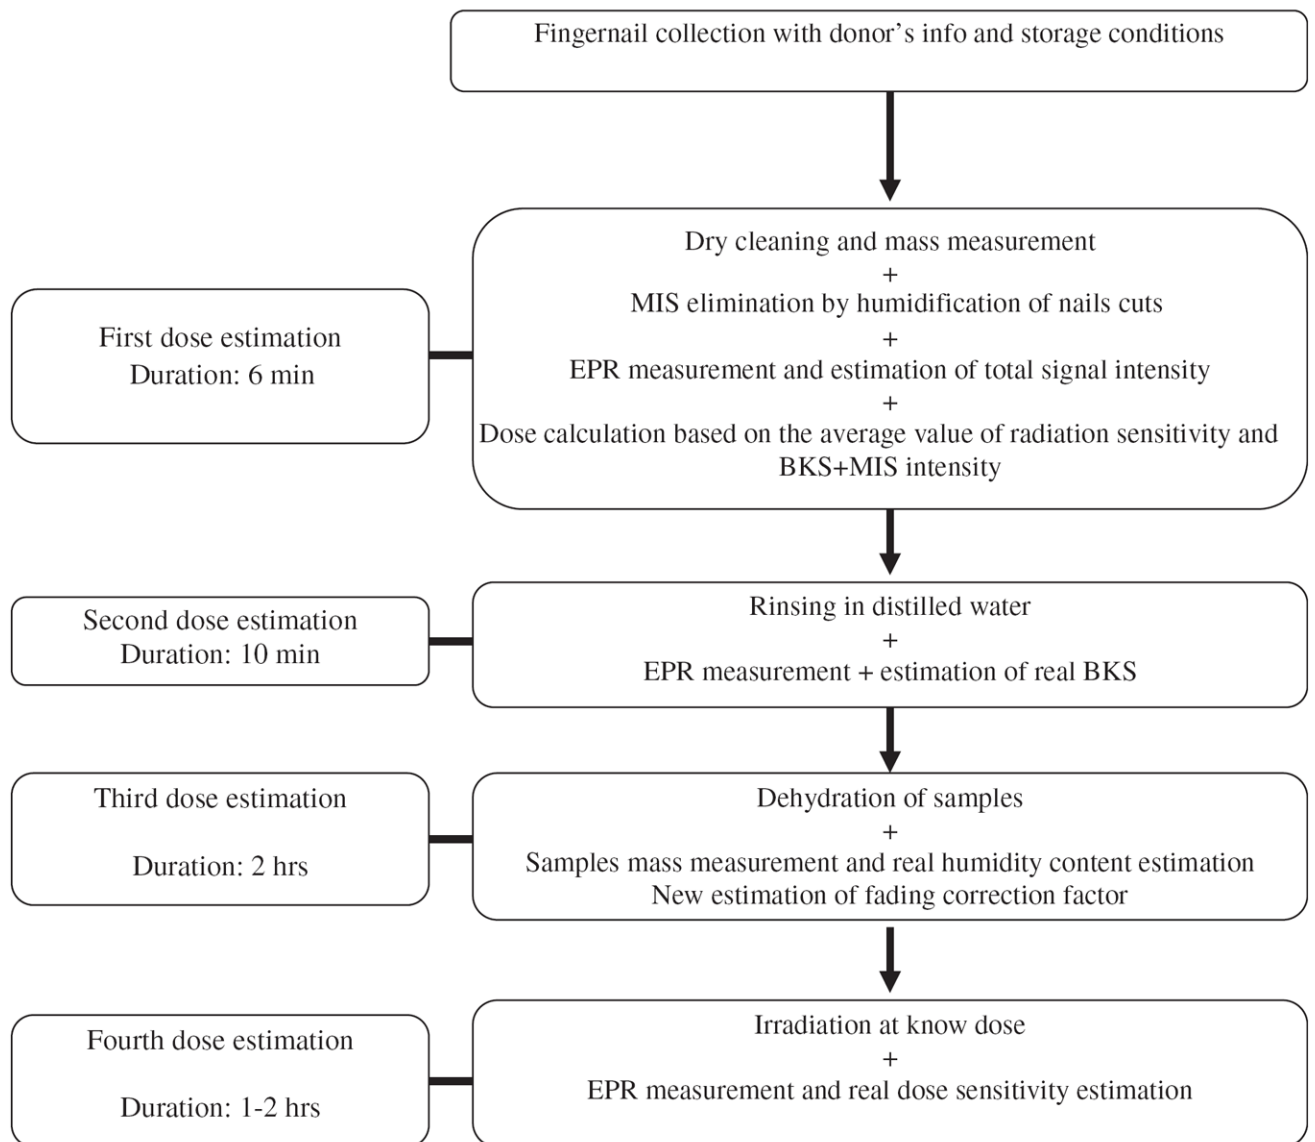 Fingernail collection with donor's info and storage conditions
Dry cleaning and mass measurement
+
MIS elimination by humidification of nails cuts
+
EPR measurement and estimation of total signal intensity
+
Dose calculation based on the average value of radiation sensitivity and
BKS+MIS intensity
First dose estimation
Duration: 6 min
Rinsing in distilled water
+
EPR measurement + estimation of real BKS
Second dose estimation
Duration: 10 min
Dehydration of samples
+
Samples mass measurement and real humidity content estimation
New estimation of fading correction factor
Third dose estimation
Duration: 2 hrs
Irradiation at know dose
+
EPR measurement and real dose sensitivity estimation
Fourth dose estimation
Duration: 1-2 hrs